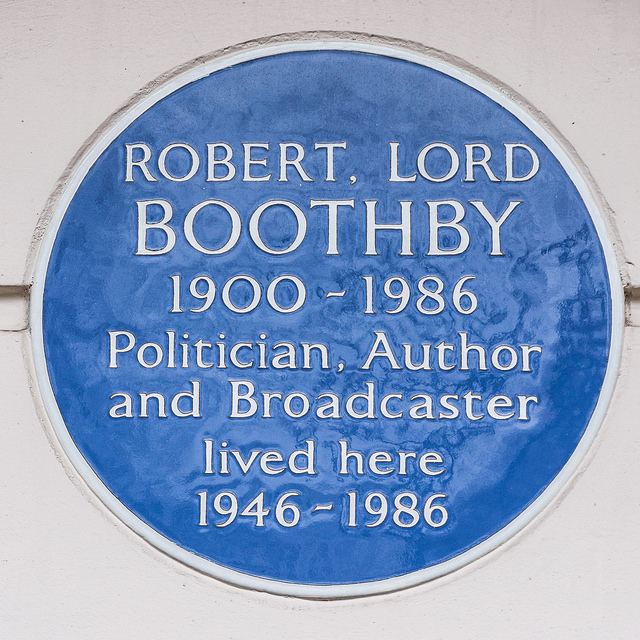 ROBERT, LORD
BOOTHBY
1900 - 1986
Politician, Author
and Broadcaster
lived here
1946 - 1986